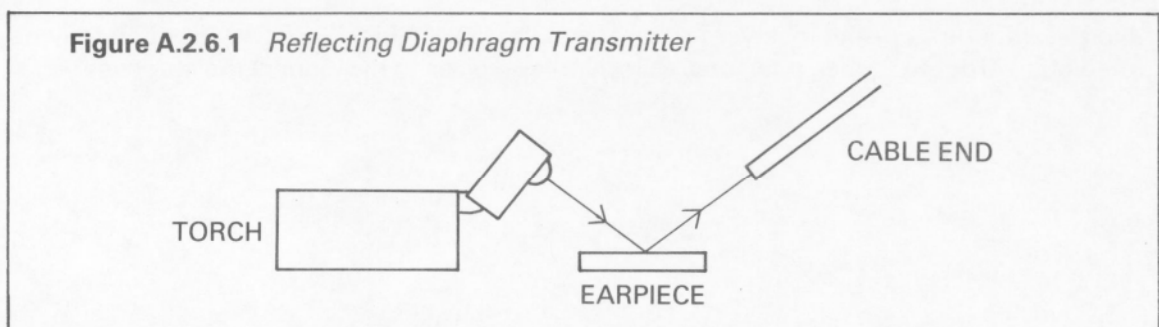 Figure A.2.6.1 Reflecting Diaphragm Transmitter
CABLE END
TORCH
EARPIECE